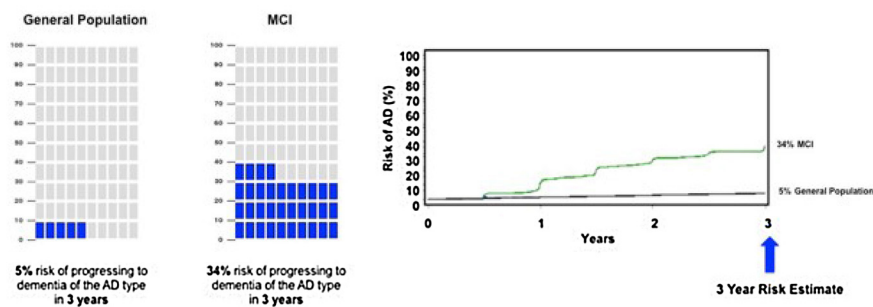 General Population
100
90
80
70
60
50
40
30
20
10
0
5% risk of progressing to
dementia of the AD type
in 3 years
MCI
100
90
80
70
60
50
40
30
20
10
0
34% risk of progressing to
dementia of the AD type
in 3 years
Risk of AD (%)
100
90
80
70
60
50
40
30
20
10
0
34% MCI
5% General Population
0 1 2 3
Years
3 Year Risk Estimate